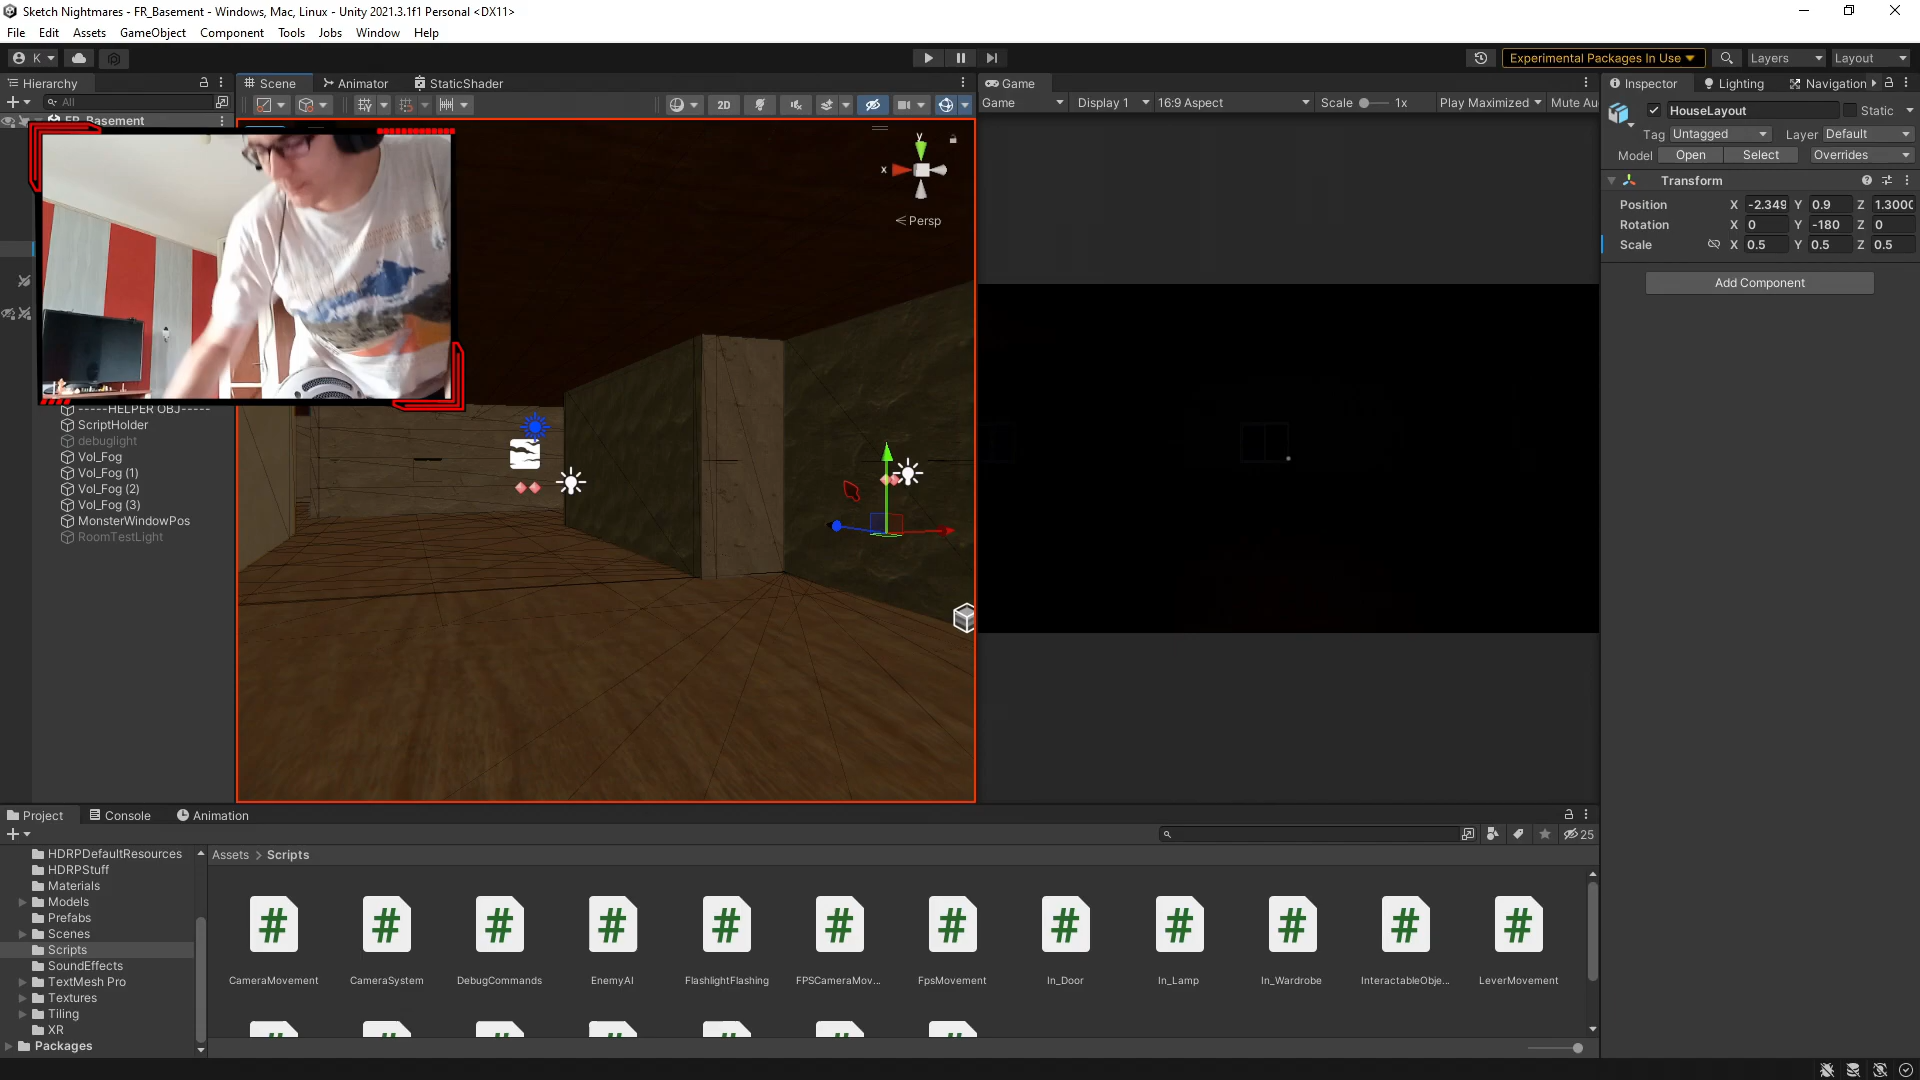 Sketch Nightmares - FR_Basement - Windows, Mac, Linux - Unity 2021.3.1f1 Personal <DX11>
File Edit Assets GameObject Component Tools Jobs Window Help
K Experimental Packages In Use Layers Layout
Hierarchy
All
FR_Basement
-----HELPER OBJ-----
ScriptHolder
debuglight
Vol_Fog
Vol_Fog (1)
Vol_Fog (2)
Vol_Fog (3)
MonsterWindowPos
RoomTestLight
Scene Animator StaticShader
2D
y
x
Persp
Game
Game Display 1 16:9 Aspect Scale 1x Play Maximized Mute Au
Inspector Lighting Navigation
HouseLayout Static
Tag Untagged Layer Default
Model Open Select Overrides
Transform
Position X -2.349 Y 0.9 Z 1.300(
Rotation X 0 Y -180 Z 0
Scale X 0.5 Y 0.5 Z 0.5
Add Component
Project Console Animation
25
HDRPDefaultResources
HDRPStuff
Materials
Models
Prefabs
Scenes
Scripts
SoundEffects
TextMesh Pro
Textures
Tiling
XR
Packages
Assets > Scripts
CameraMovement CameraSystem DebugCommands EnemyAI FlashlightFlashing FPSCameraMov... FpsMovement In_Door In_Lamp In_Wardrobe InteractableObje... LeverMovement